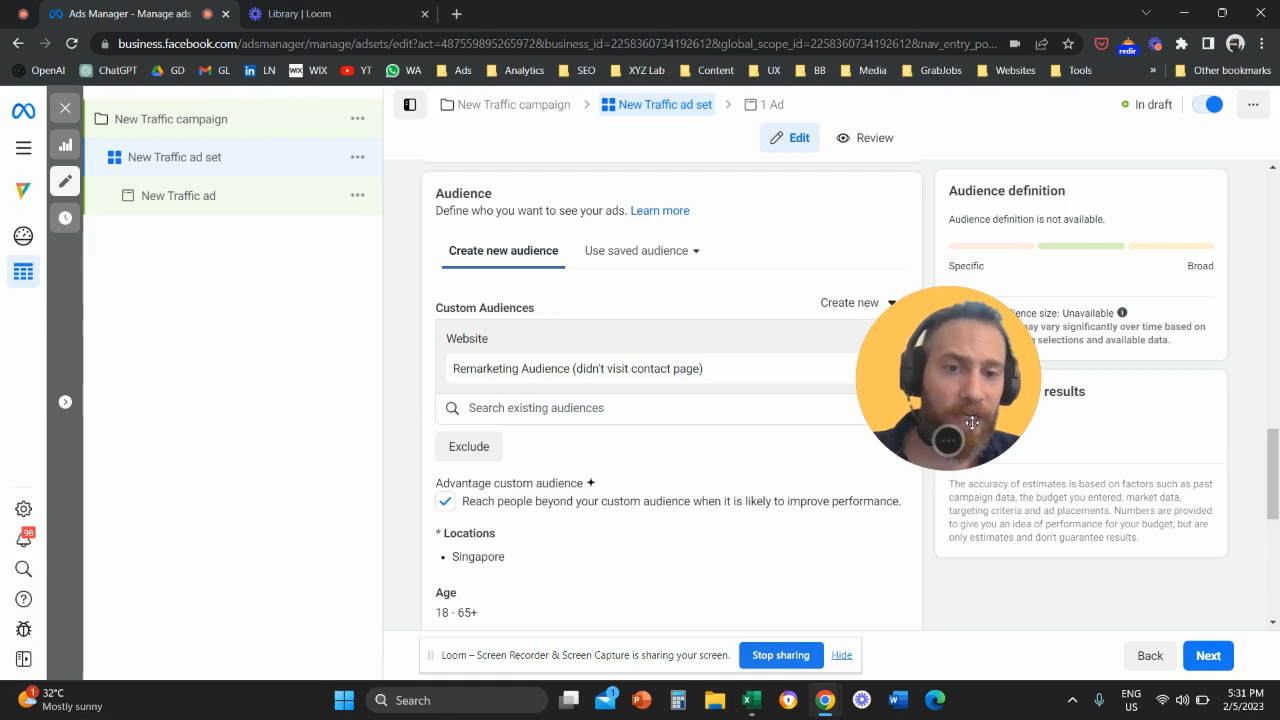 Ads Manager - Manage ads
Library | Loom
business.facebook.com/adsmanager/manage/adsets/edit?act=48755989526597­2&business_id=2258360734192612&global_scope_id=2258360734192612&nav_entry_po...
redir
OpenAI
ChatGPT
GD
GL
LN
WIX
WIX
YT
WA
Ads
Analytics
SEO
XYZ Lab
Content
UX
BB
Media
GrabJobs
Websites
Tools
»
Other bookmarks
New Traffic campaign
New Traffic ad set
New Traffic ad
98
New Traffic campaign
New Traffic ad set
1 Ad
In draft
Edit
Review
Audience
Define who you want to see your ads. Learn more
Create new audience
Use saved audience
Custom Audiences
Create new
Website
Remarketing Audience (didn't visit contact page)
Search existing audiences
Exclude
Advantage custom audience
Reach people beyond your custom audience when it is likely to improve performance.
* Locations
• Singapore
Age
18 - 65+
Audience definition
Audience definition is not available.
Specific
Broad
ence size: Unavailable
may vary significantly over time based on
selections and available data.
results
The accuracy of estimates is based on factors such as past
campaign data, the budget you entered, market data,
targeting criteria and ad placements. Numbers are provided
to give you an idea of performance for your budget, but are
only estimates and don't guarantee results.
Loom – Screen Recorder & Screen Capture is sharing your screen.
Stop sharing
Hide
Back
Next
1
32°C
Mostly sunny
Search
1
ENG
US
5:31 PM
2/5/2023